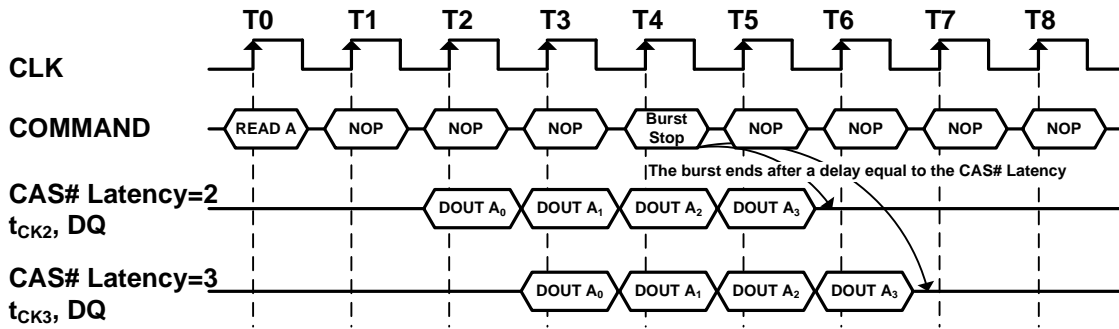 T0 T1 T2 T3 T4 T5 T6 T7 T8
CLK
COMMAND READ A NOP NOP NOP Burst Stop NOP NOP NOP NOP
The burst ends after a delay equal to the CAS# Latency
CAS# Latency=2
tCK2, DQ DOUT A0 DOUT A1 DOUT A2 DOUT A3
CAS# Latency=3
tCK3, DQ DOUT A0 DOUT A1 DOUT A2 DOUT A3